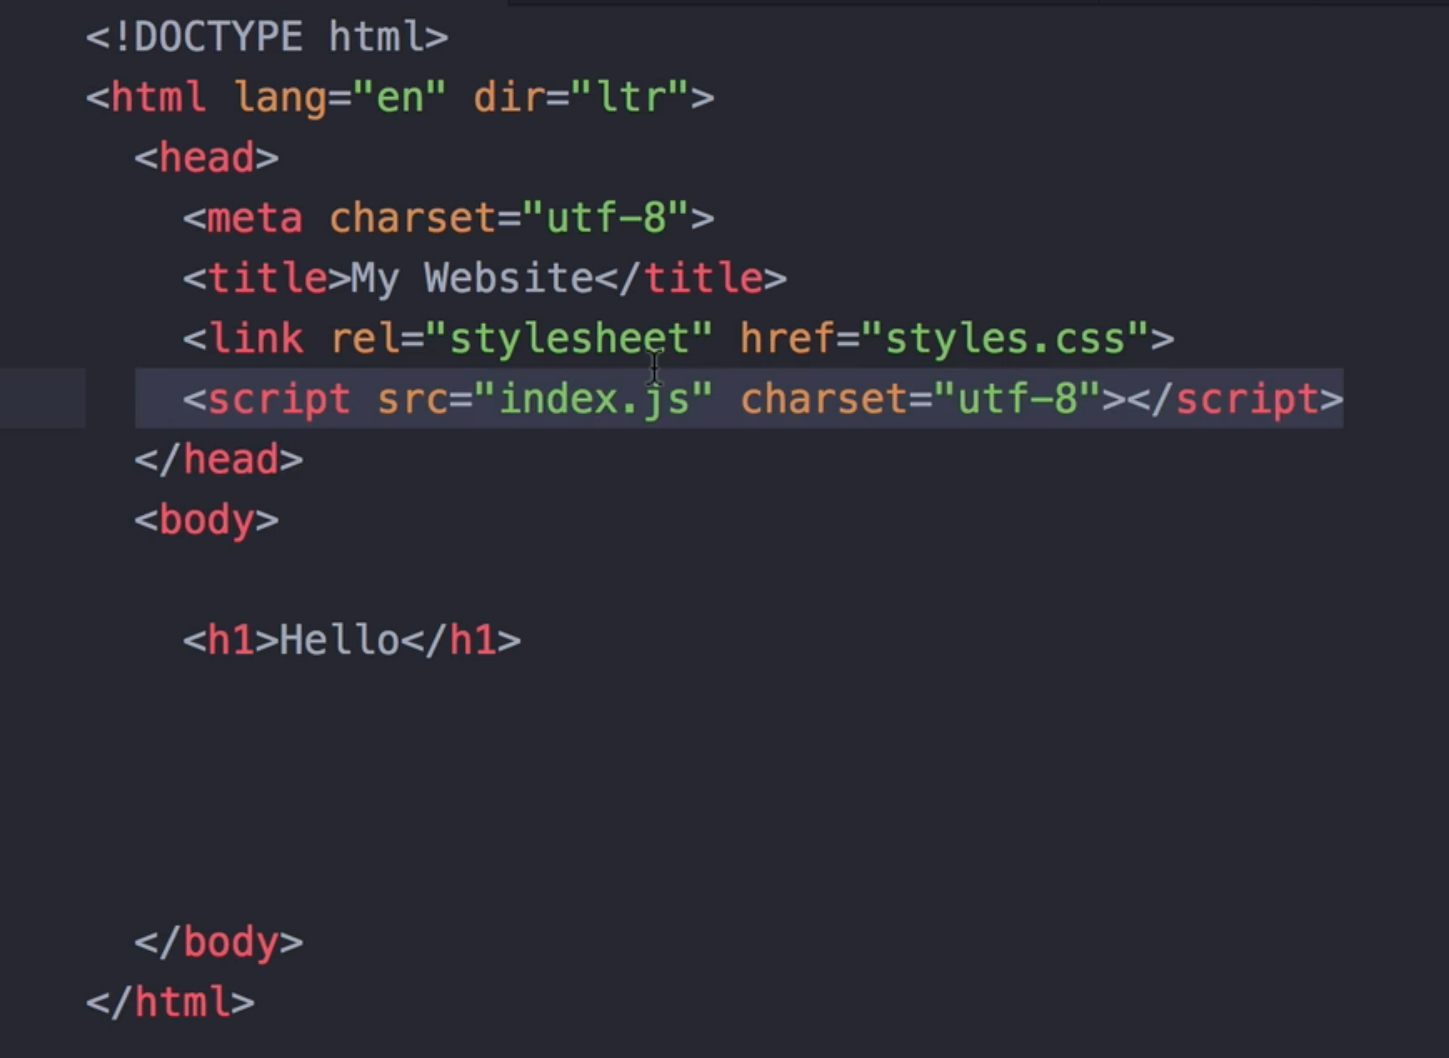 <!DOCTYPE html>
<html lang="en" dir="ltr">
  <head>
    <meta charset="utf-8">
    <title>My Website</title>
    <link rel="stylesheet" href="styles.css">
    <script src="index.js" charset="utf-8"></script>
  </head>
  <body>

    <h1>Hello</h1>

  </body>
</html>